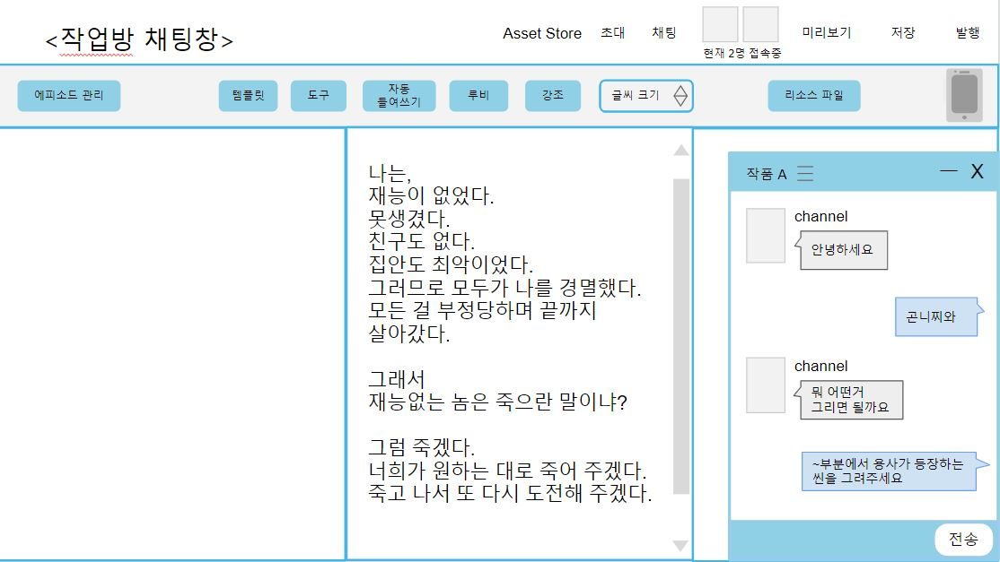 <작업방 채팅창>
Asset Store
초대
채팅
현재 2명 접속중
미리보기
저장
발행
에피소드 관리
템플릿
도구
자동
들여쓰기
루비
강조
글씨 크기
리소스 파일
나는,
재능이 없었다.
못생겼다.
친구도 없다.
집안도 최악이었다.
그러므로 모두가 나를 경멸했다.
모든 걸 부정당하며 끝까지
살아갔다.
그래서
재능없는 놈은 죽으란 말이냐?
그럼 죽겠다.
너희가 원하는 대로 죽어 주겠다.
죽고 나서 또 다시 도전해 주겠다.
작품 A
X
channel
안녕하세요
곤니찌와
channel
뭐 어떤거
그리면 될까요
~부분에서 용사가 등장하는
씬을 그려주세요
전송